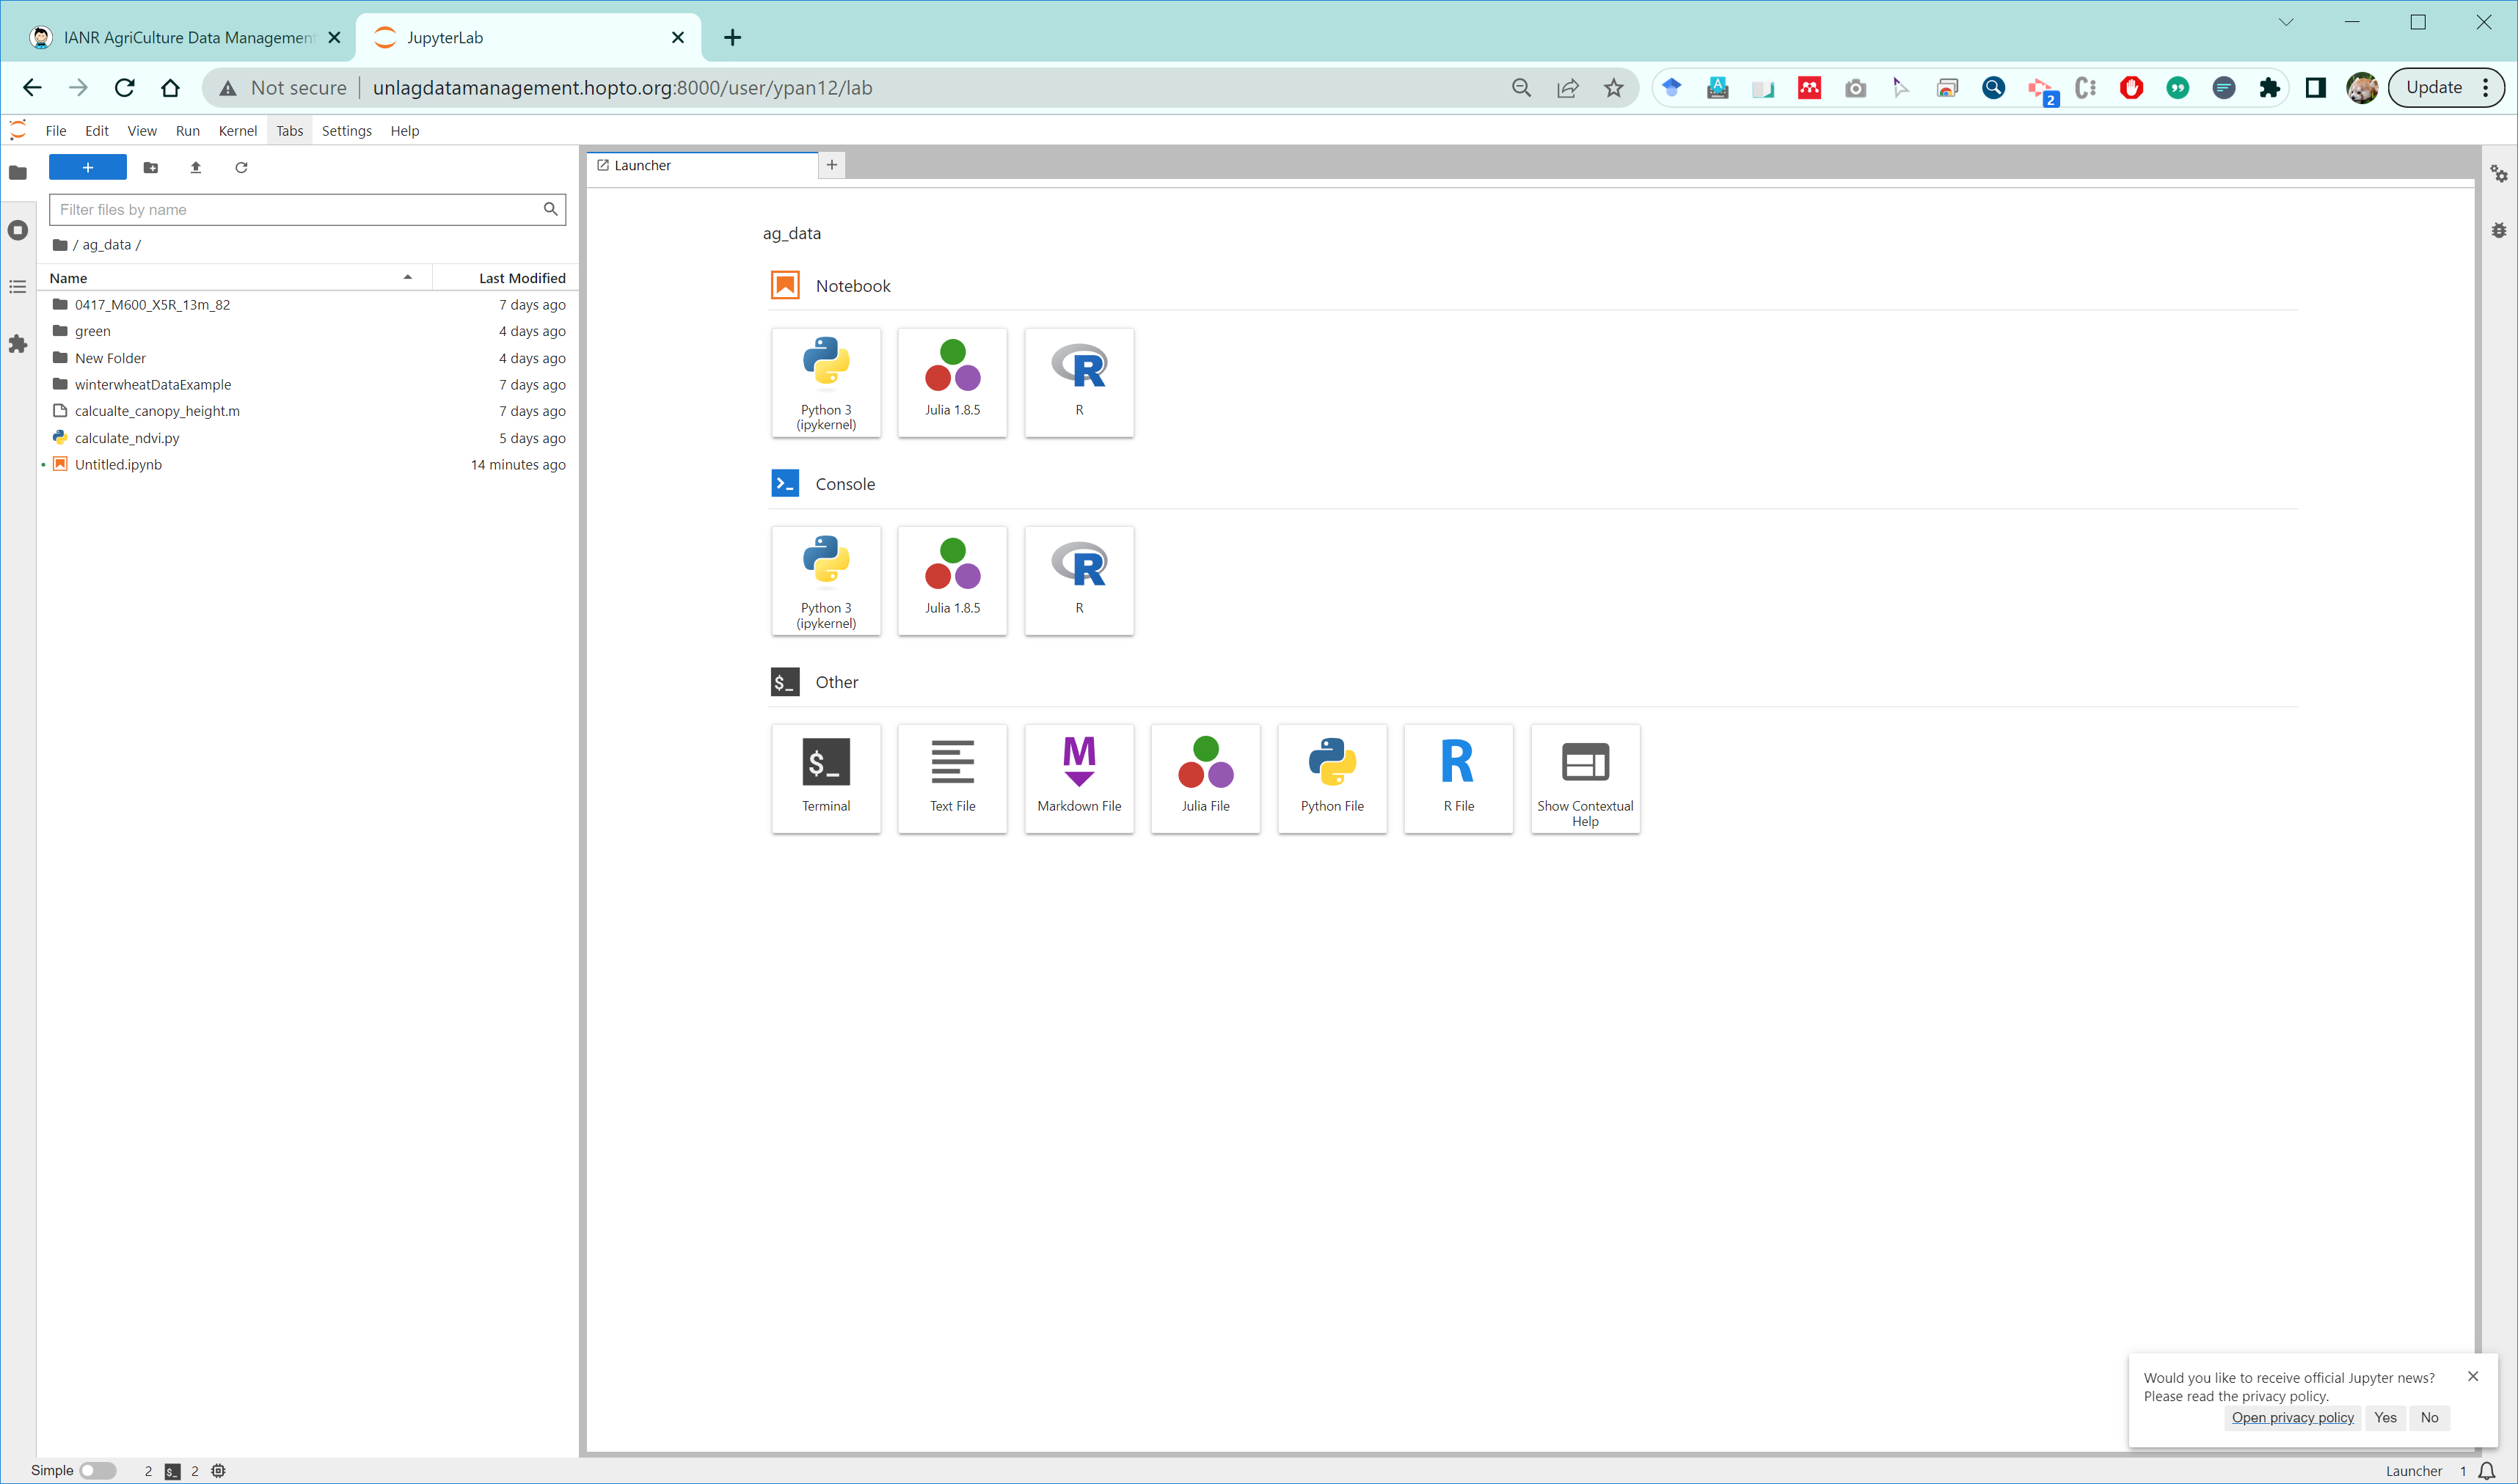 IANR AgriCulture Data Management
JupyterLab
Not secure
unlagdatamanagement.hopto.org:8000/user/ypan12/lab
2
Update
File Edit View Run Kernel Tabs Settings Help
Filter files by name
/ ag_data /
Name Last Modified
0417_M600_X5R_13m_82 7 days ago
green 4 days ago
New Folder 4 days ago
winterwheatDataExample 7 days ago
calcualte_canopy_height.m 7 days ago
calculate_ndvi.py 5 days ago
Untitled.ipynb 14 minutes ago
Launcher
ag_data
Notebook
Python 3
(ipykernel)
Julia 1.8.5
R
Console
Python 3
(ipykernel)
Julia 1.8.5
R
Other
$_
Terminal
Text File
M
Markdown File
Julia File
Python File
R
R File
Show Contextual
Help
Would you like to receive official Jupyter news?
Please read the privacy policy.
Open privacy policy Yes No
Simple 2 $_ 2
Launcher 1